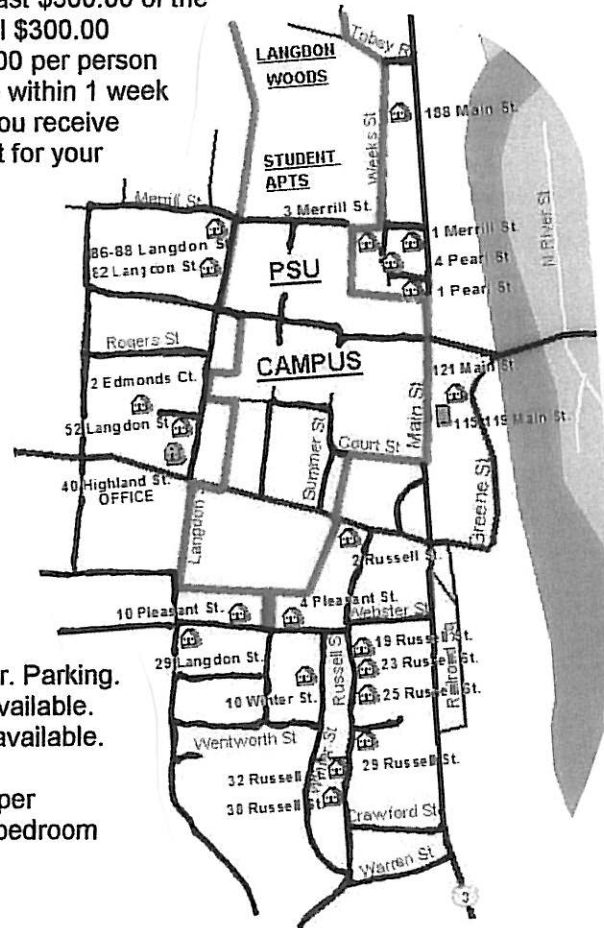 ast $300.00 of the
l $300.00
00 per person
within 1 week
ou receive
t for your
LANGDON
WOODS
Tobey R
188 Main St.
Weeks St
STUDENT
APTS
Merrill St
3 Merrill St.
1 Merrill St.
N River St
86-88 Langdon St
4 Pearl St.
82 Langdon St
PSU
1 Pearl St.
Rogers St
CAMPUS
121 Main St
2 Edmonds Ct.
Main St
115-119 Main St.
52 Langdon St
Summer St
Court St
40 Highland St.
OFFICE
Greene St
Langdon
2 Russell St.
4 Pleasant St.
10 Pleasant St.
Webster St
19 Russell St.
29 Langdon St.
Russell S
23 Russell St.
Railroad Sq
r. Parking.
10 Winter St.
25 Russell St.
vailable.
available.
Wentworth St
29 Russell St.
32 Russell St.
per
30 Russell St.
bedroom
Crawford St
Warren St
3